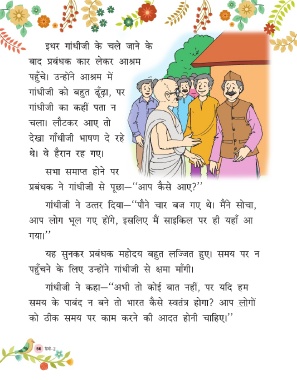 इधर गांधीजी के चले जाने के
बाद प्रबंधक कार लेकर आश्रम
पहुँचे। उन्होंने आश्रम में
गांधीजी को बहुत ढूँढ़ा, पर
गांधीजी का कहीं पता न
चला। लौटकर आए तो
देखा गाँधीजी भाषण दे रहे
थे। वे हैरान रह गए।
सभा समाप्त होने पर
प्रबंधक ने गांधीजी से पूछा—“आप कैसे आए?”
गांधीजी ने उत्तर दिया—“पौने चार बज गए थे। मैंने सोचा,
आप लोग भूल गए होंगे, इसलिए मैं साइकिल पर ही यहाँ आ
गया।”
यह सुनकर प्रबंधक महोदय बहुत लज्जित हुए। समय पर न
पहुँचने के लिए उन्होंने गांधीजी से क्षमा माँगी।
गांधीजी ने कहा—“अभी तो कोई बात नहीं, पर यदि हम
समय के पाबंद न बने तो भारत कैसे स्वतंत्र होगा? आप लोगों
को ठीक समय पर काम करने की आदत होनी चाहिए।”